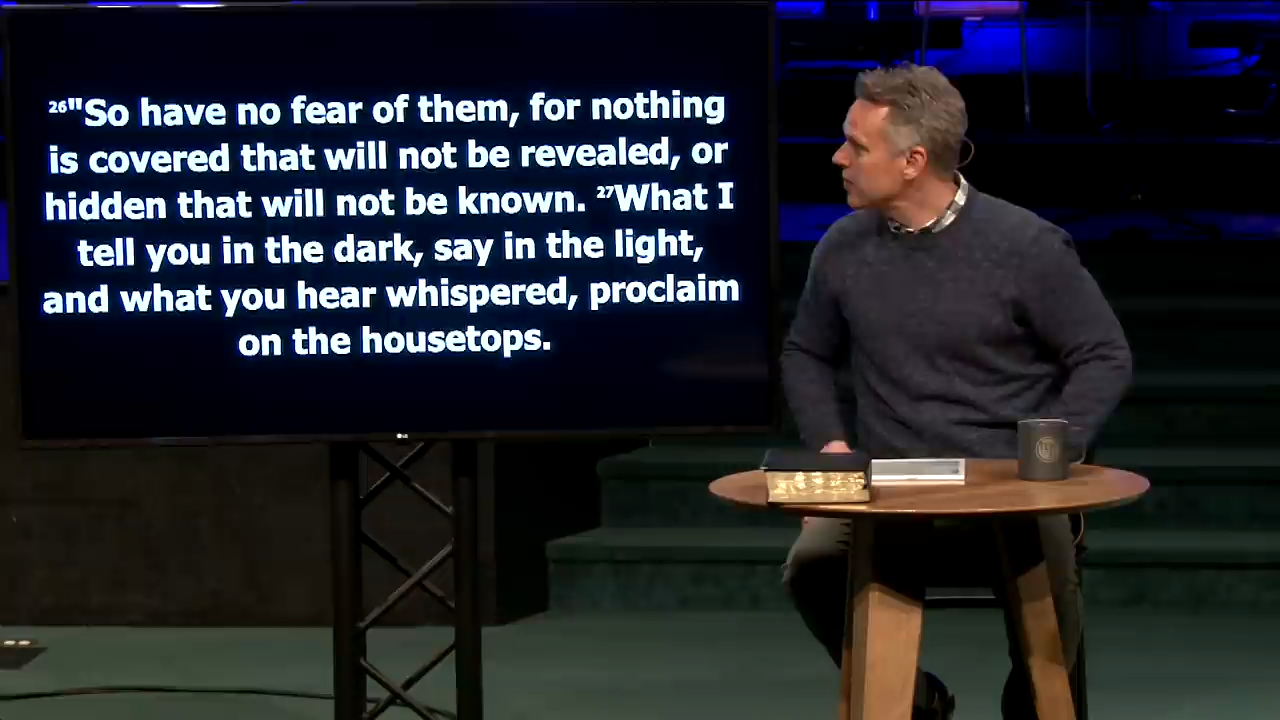 26"So have no fear of them, for nothing
is covered that will not be revealed, or
hidden that will not be known. 27What I
tell you in the dark, say in the light,
and what you hear whispered, proclaim
on the housetops.
LG